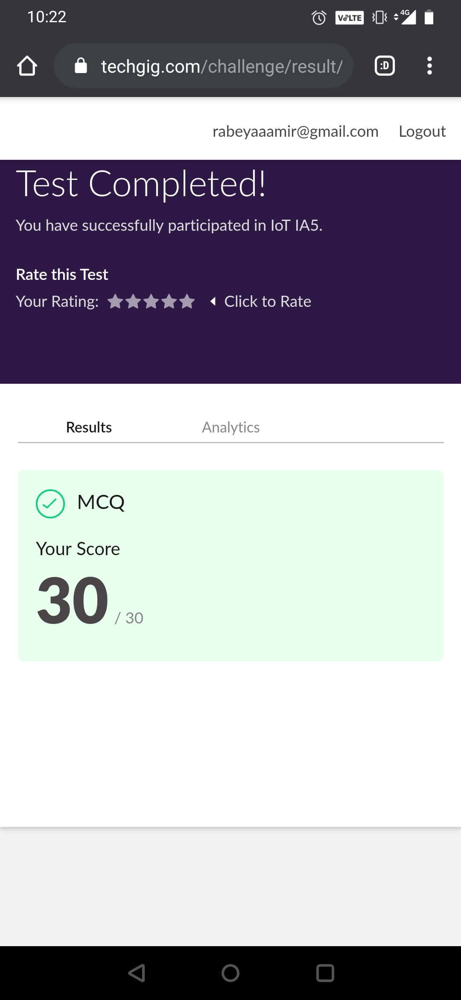 10:22
VoLTE
4G
techgig.com/challenge/result/
:D
rabeyaaamir@gmail.com Logout
Test Completed!
You have successfully participated in IoT IA5.
Rate this Test
Your Rating: Click to Rate
Results Analytics
MCQ
Your Score
30 / 30